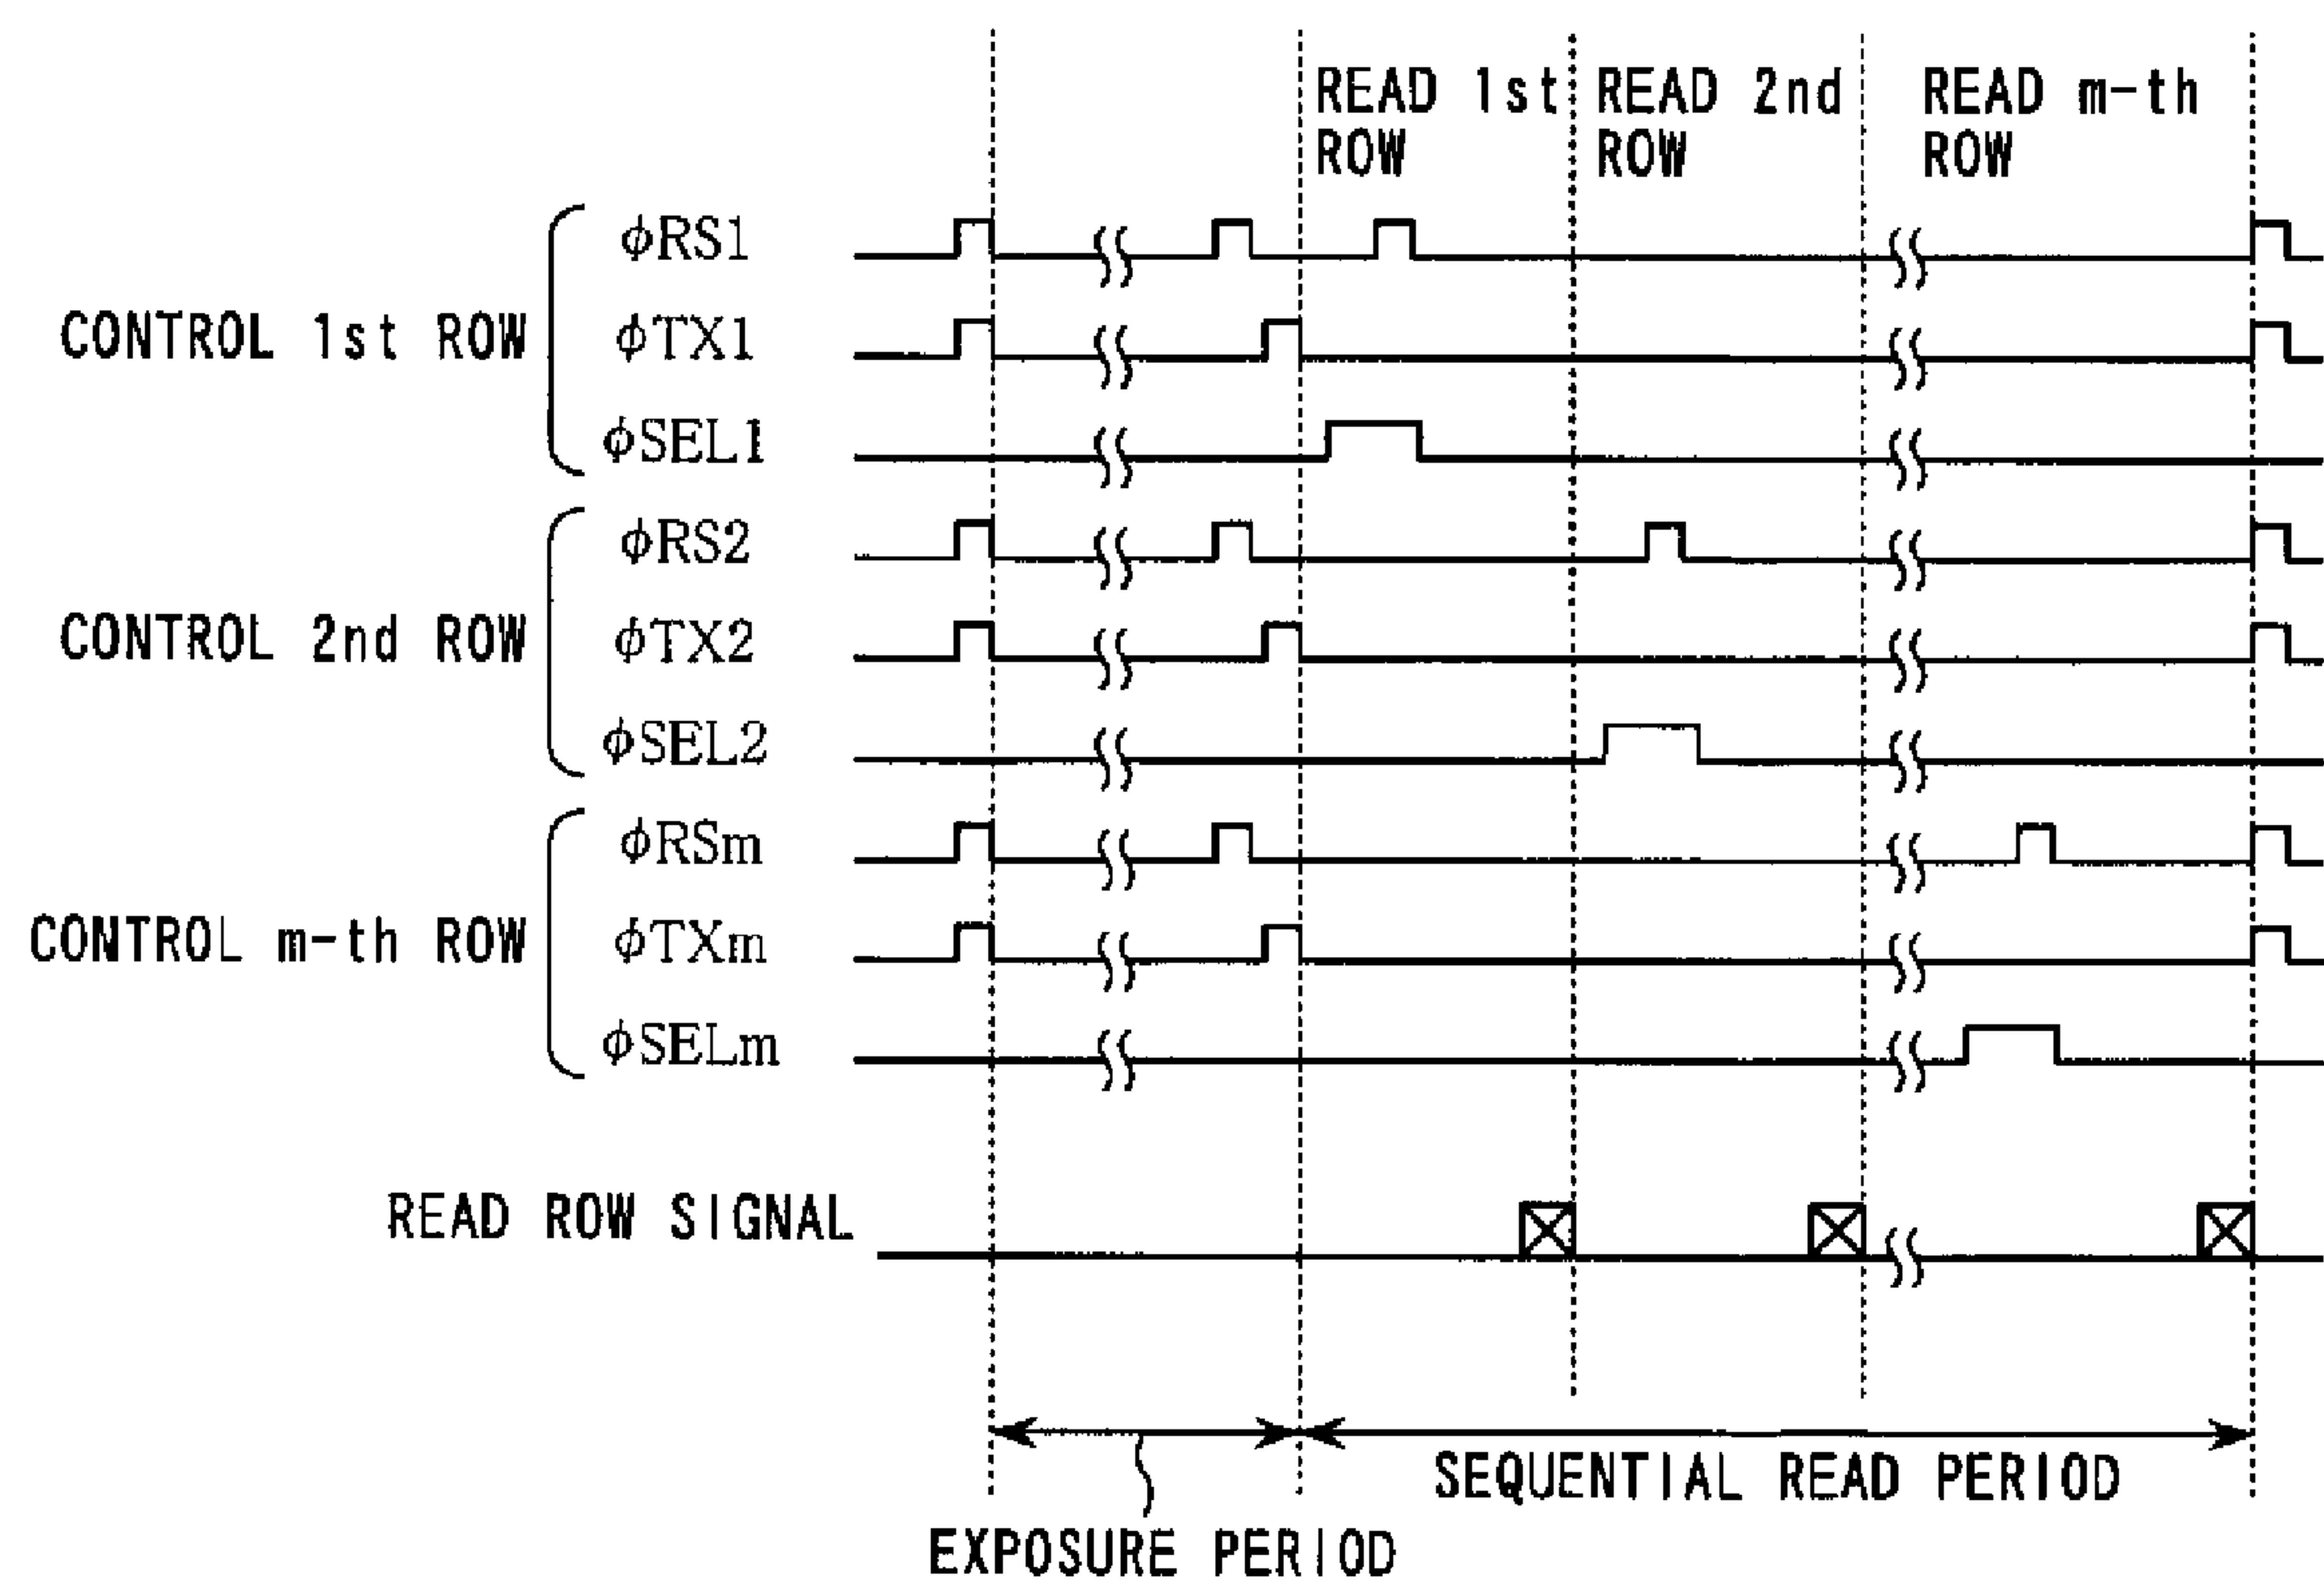 READ 1st READ 2nd READ m-th
ROW ROW ROW
φRS1
CONTROL 1st ROW φTX1
φSEL1
φRS2
CONTROL 2nd ROW φTX2
φSEL2
φRSm
CONTROL m-th ROW φTXm
φSELm
READ ROW SIGNAL
SEQUENTIAL READ PERIOD
EXPOSURE PERIOD